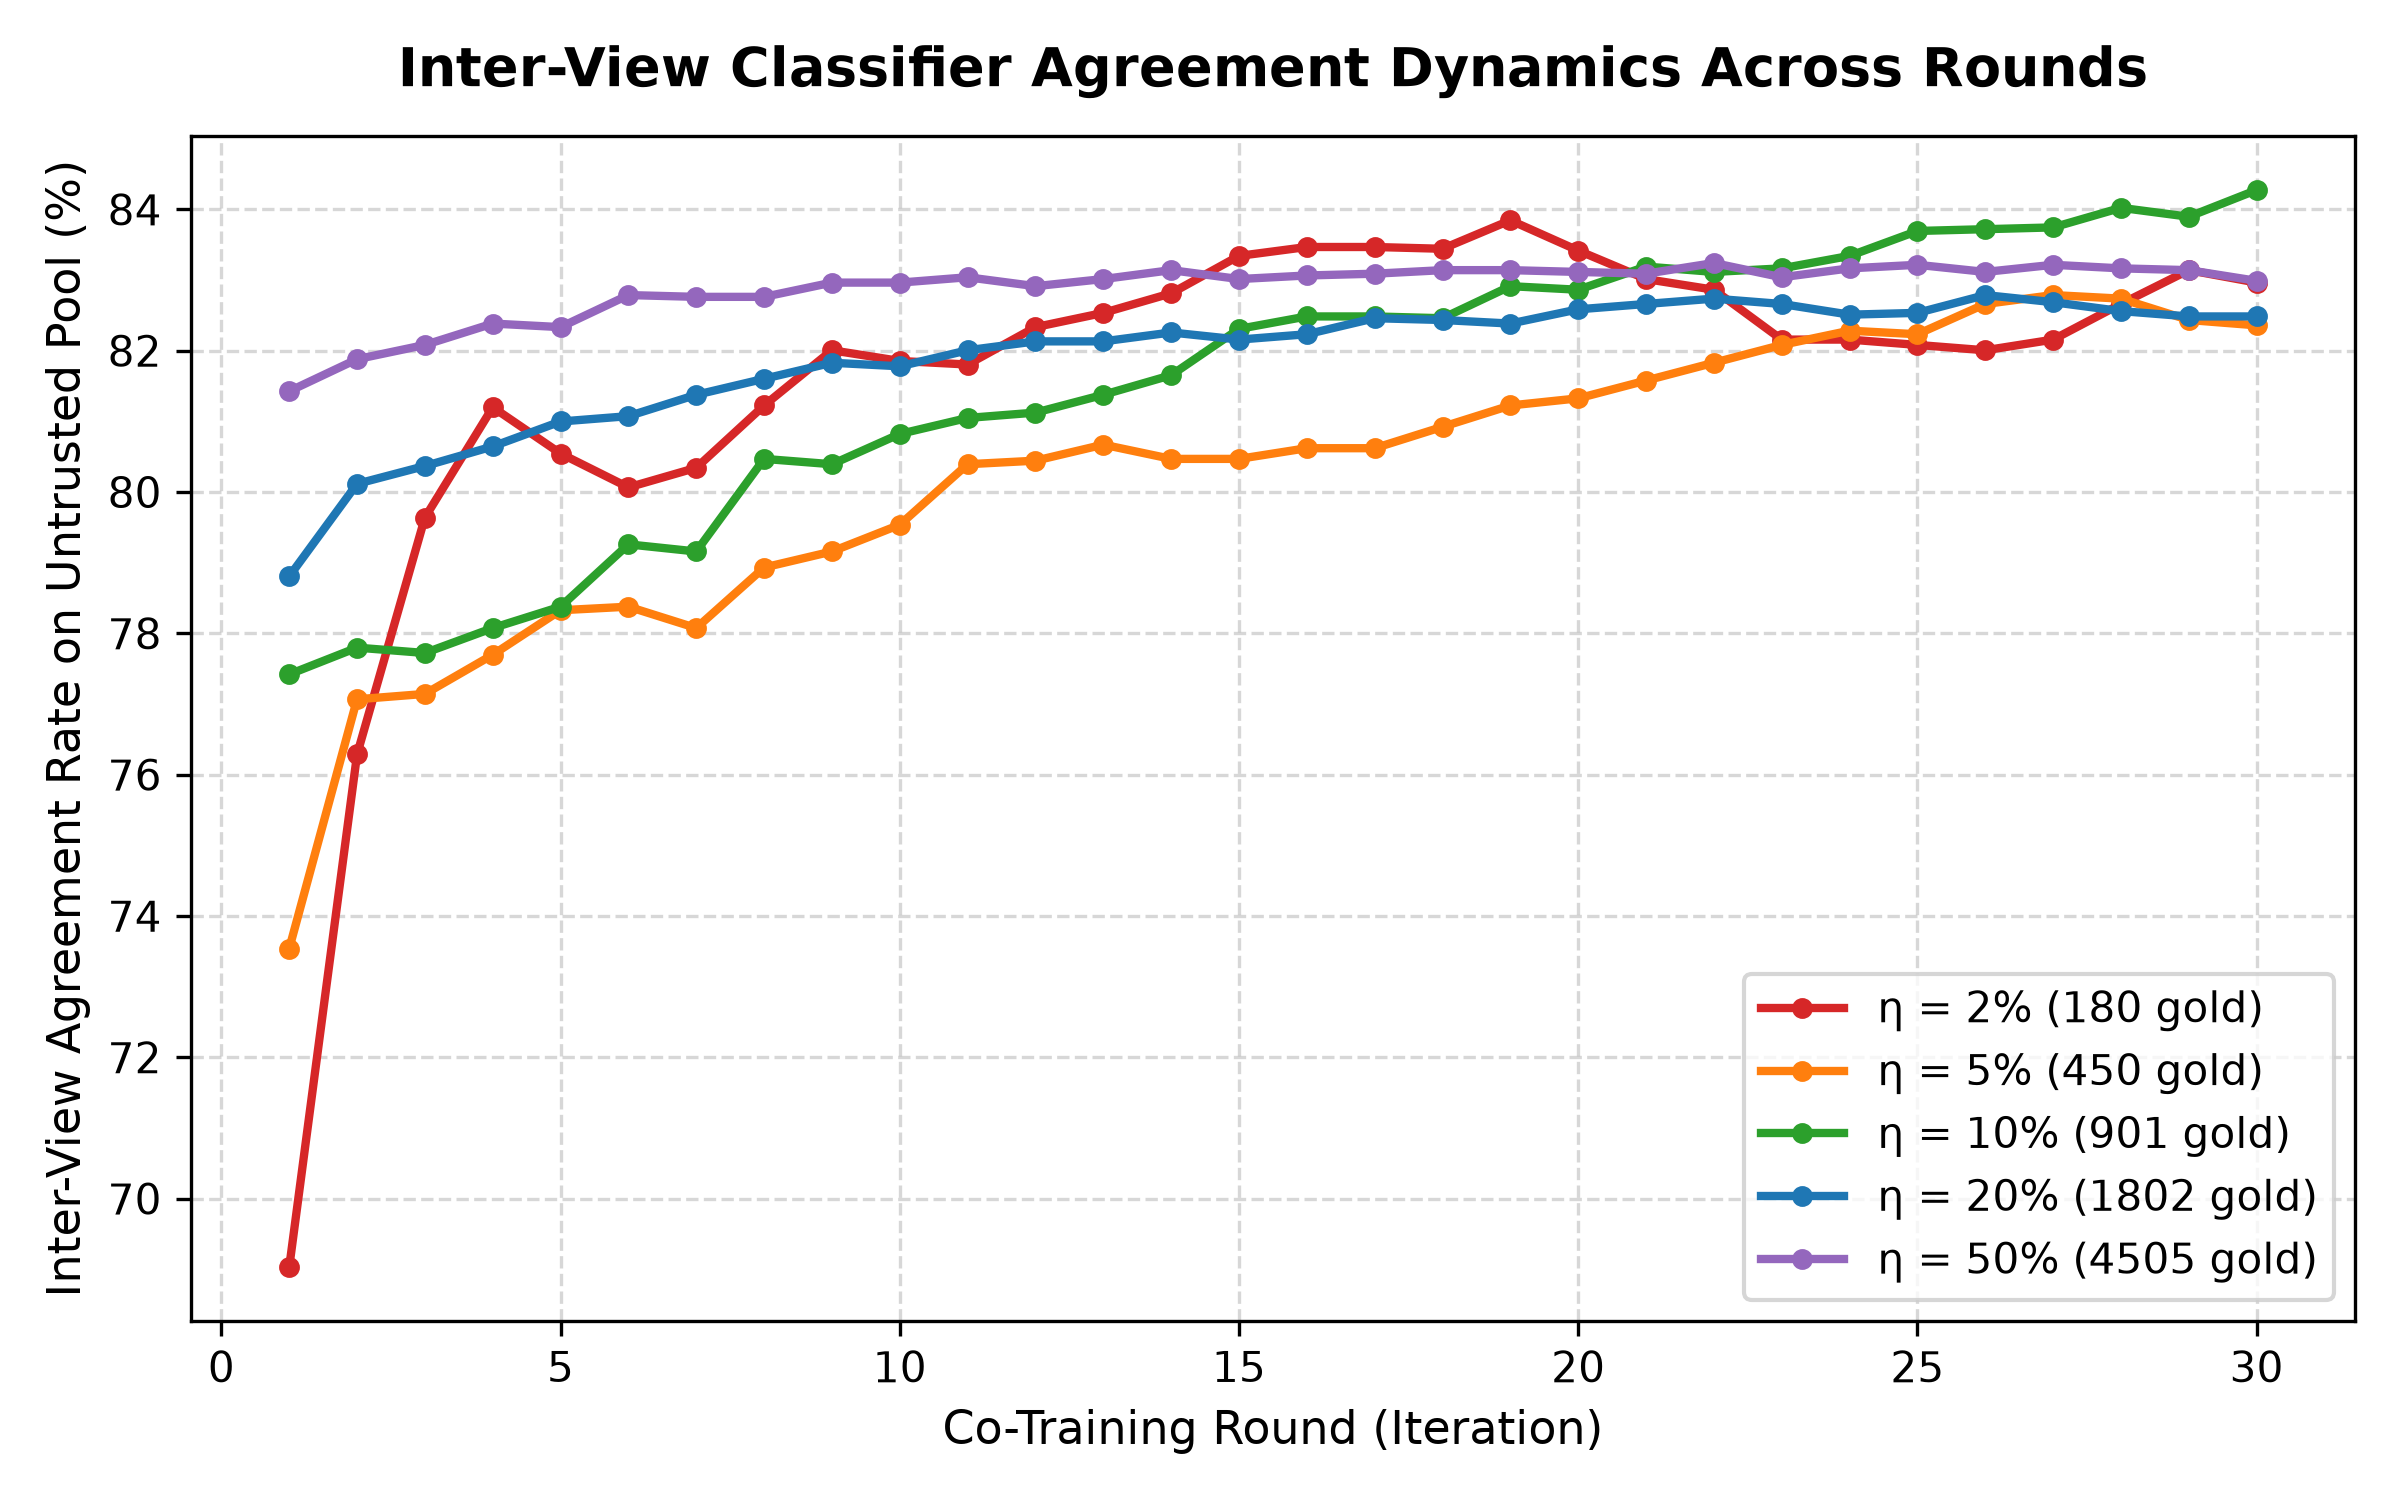 Inter-View Classifier Agreement Dynamics Across Rounds
Inter-View Agreement Rate on Untrusted Pool (%)
84
82
80
78
76
74
72
70
0 5 10 15 20 25 30
Co-Training Round (Iteration)
η = 2% (180 gold)
η = 5% (450 gold)
η = 10% (901 gold)
η = 20% (1802 gold)
η = 50% (4505 gold)